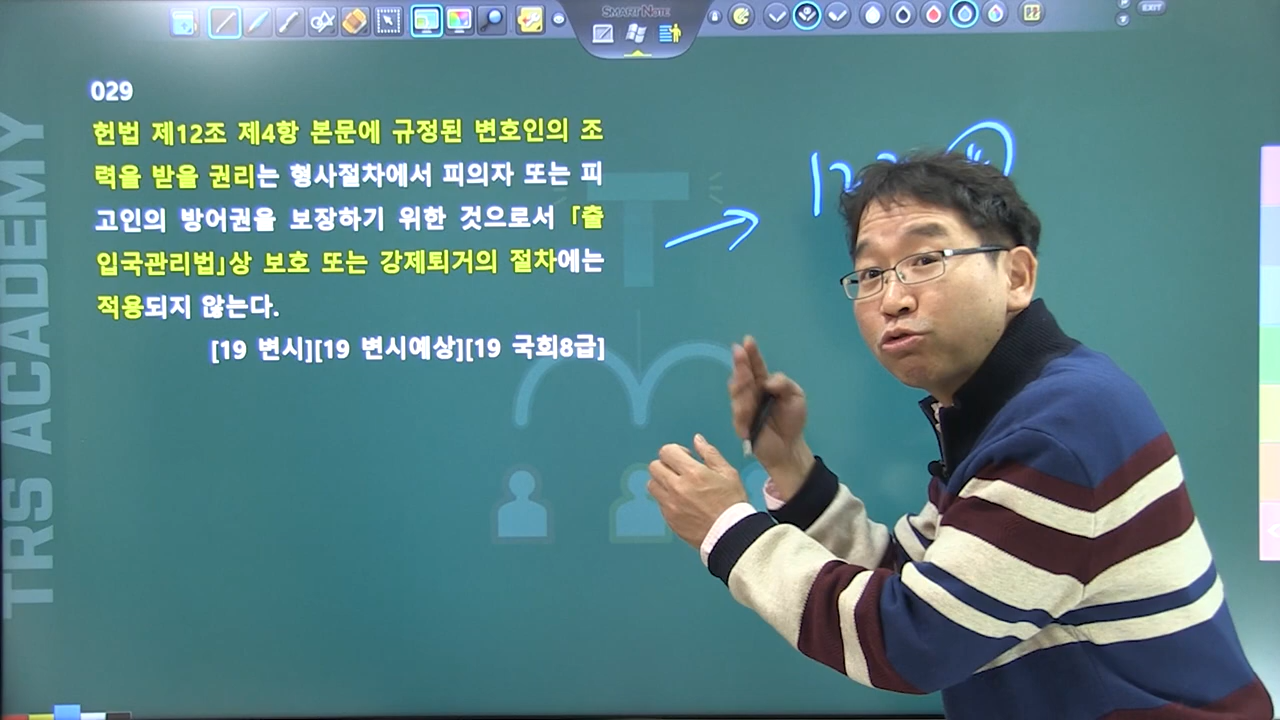 SMARTNOTE
EXIT
029
헌법 제12조 제4항 본문에 규정된 변호인의 조
력을 받을 권리는 형사절차에서 피의자 또는 피
고인의 방어권을 보장하기 위한 것으로서 「출
입국관리법」상 보호 또는 강제퇴거의 절차에는
적용되지 않는다.
[19 변시][19 변시예상][19 국회8급]
TRS ACADEMY